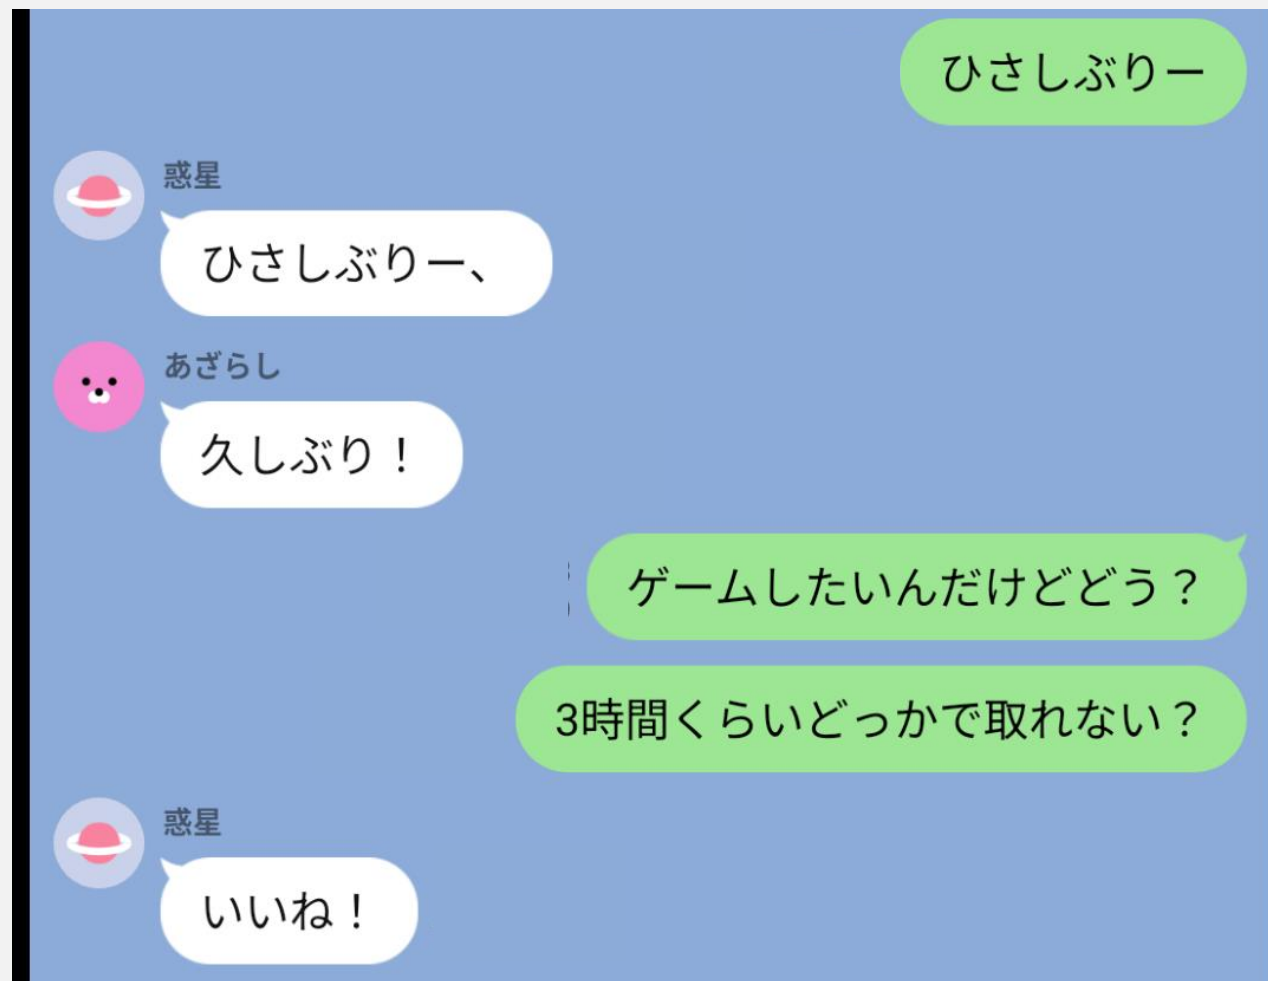 ひさしぶりー
惑星
ひさしぶりー、
あざらし
久しぶり！
ゲームしたいんだけどどう？
3時間くらいどっかで取れない？
惑星
いいね！